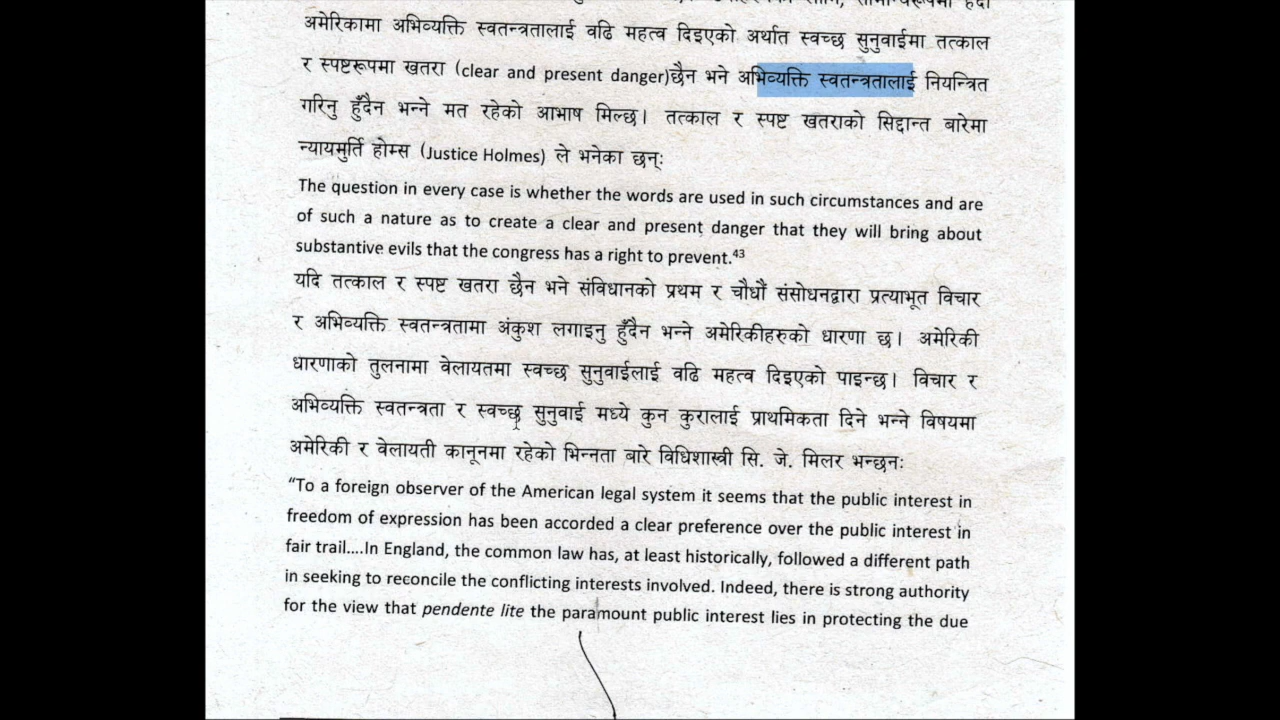 अमेरिकामा अभिव्यक्ति स्वतन्त्रतालाई वढि महत्व दिइएको अर्थात स्वच्छ सुनुवाईमा तत्काल
र स्पष्टरूपमा खतरा (clear and present danger)छैन भने अभिव्यक्ति स्वतन्त्रतालाई नियन्त्रित
गरिनु हुँदैन भन्ने मत रहेको आभाष मिल्छ। तत्काल र स्पष्ट खतराको सिद्दान्त बारेमा
न्यायमुर्ति होम्स (Justice Holmes) ले भनेका छन्ः
The question in every case is whether the words are used in such circumstances and are
of such a nature as to create a clear and present danger that they will bring about
substantive evils that the congress has a right to prevent.⁴³
यदि तत्काल र स्पष्ट खतरा छैन भने संविधानको प्रथम र चौधौं संसोधनद्वारा प्रत्याभूत विचार
र अभिव्यक्ति स्वतन्त्रतामा अंकुश लगाइनु हुँदैन भन्ने अमेरिकीहरुको धारणा छ। अमेरिकी
धारणाको तुलनामा वेलायतमा स्वच्छ सुनुवाईलाई वढि महत्व दिइएको पाइन्छ। विचार र
अभिव्यक्ति स्वतन्त्रता र स्वच्छ सुनुवाई मध्ये कुन कुरालाई प्राथमिकता दिने भन्ने विषयमा
अमेरिकी र वेलायती कानूनमा रहेको भिन्नता बारे विधिशास्त्री सि. जे. मिलर भन्छनः
“To a foreign observer of the American legal system it seems that the public interest in
freedom of expression has been accorded a clear preference over the public interest in
fair trail....In England, the common law has, at least historically, followed a different path
in seeking to reconcile the conflicting interests involved. Indeed, there is strong authority
for the view that pendente lite the paramount public interest lies in protecting the due